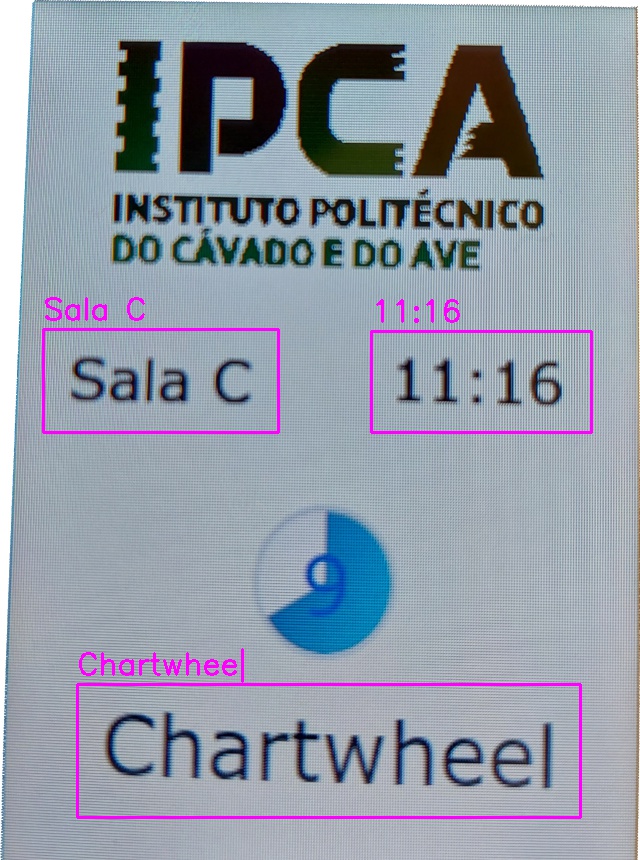 IPCA
INSTITUTO POLITÉCNICO
DO CÁVADO E DO AVE
Sala C 11:16
Sala C 11:16
9
Chartwheel
Chartwheel